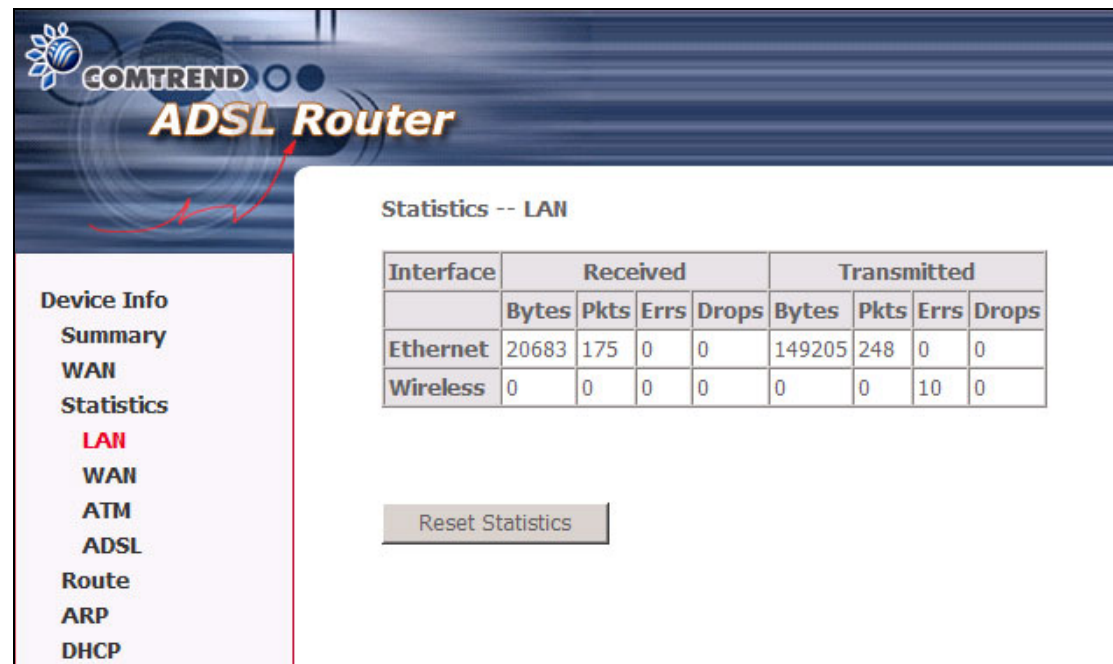 COMTREND
ADSL Router
Statistics -- LAN
Interface Received Transmitted
Bytes Pkts Errs Drops Bytes Pkts Errs Drops
Ethernet 20683 175 0 0 149205 248 0 0
Wireless 0 0 0 0 0 0 10 0
Reset Statistics
Device Info
Summary
WAN
Statistics
LAN
WAN
ATM
ADSL
Route
ARP
DHCP